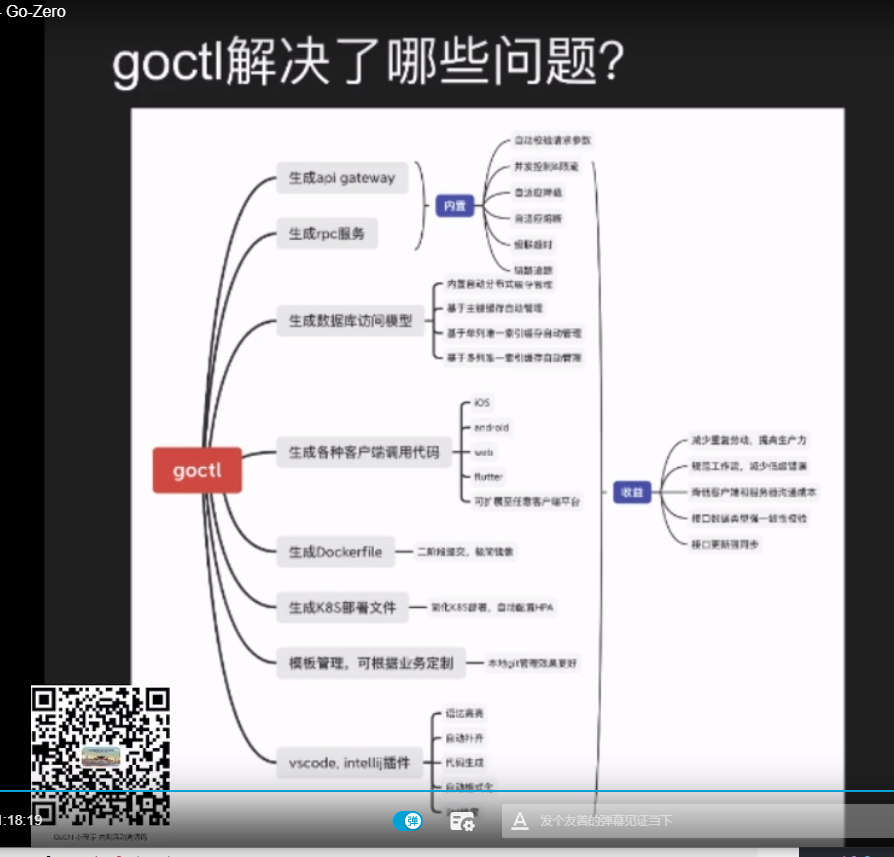 Go-Zero
goctl解决了哪些问题?
goctl
生成api gateway
生成rpc服务
内置
自动校验请求参数
并发控制&限流
自适应降载
自适应熔断
级联超时
链路追踪
生成数据库访问模型
内置自动分布式缓存管理
基于主键缓存自动管理
基于单列唯一索引缓存自动管理
基于多列唯一索引缓存自动管理
生成各种客户端调用代码
iOS
android
web
flutter
可扩展至任意客户端平台
生成Dockerfile
二阶段提交,极简镜像
生成K8S部署文件
简化K8S部署,自动配置HPA
模板管理,可根据业务定制
本地git管理效果更好
vscode, intellij插件
语法高亮
自动补齐
代码生成
自动格式化
收益
减少重复劳动,提高生产力
规范工作流,减少低级错误
降低客户端和服务器沟通成本
接口数据类型强一致性校验
接口更新强同步
1:18:19
弹
A
发个友善的弹幕见证当下